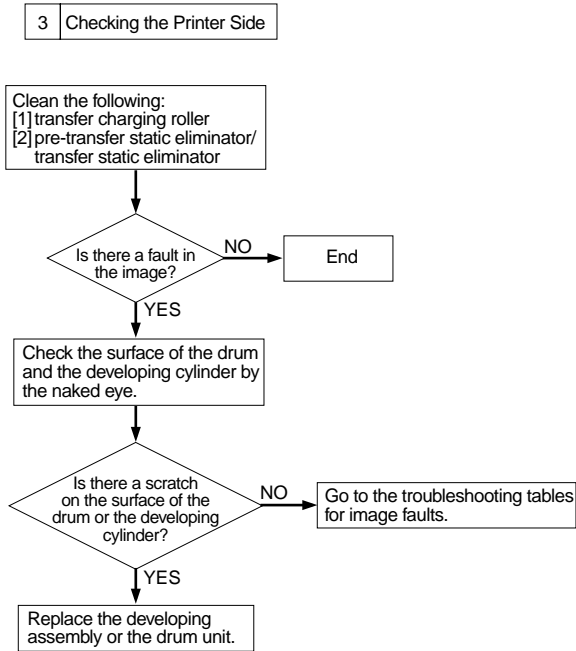 3 Checking the Printer Side
Clean the following:
[1] transfer charging roller
[2] pre-transfer static eliminator/
transfer static eliminator
Is there a fault in
the image?
NO
End
YES
Check the surface of the drum
and the developing cylinder by
the naked eye.
Is there a scratch
on the surface of the
drum or the developing
cylinder?
NO
Go to the troubleshooting tables
for image faults.
YES
Replace the developing
assembly or the drum unit.